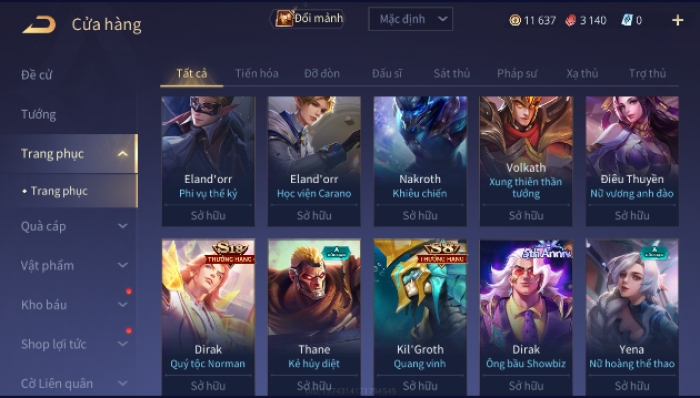 Cửa hàng
Đổi mảnh
Mặc định
11 637
3 140
0
Đề cử
Tướng
Trang phục
Trang phục
Quà cáp
Vật phẩm
Kho báu
Shop lợi tức
Cờ Liên quân
Tất cả
Tiến hóa
Đỡ đòn
Đấu sĩ
Sát thủ
Pháp sư
Xạ thủ
Trợ thủ
Eland'orr
Phi vụ thế kỷ
Sở hữu
Eland'orr
Học viện Carano
Sở hữu
Nakroth
Khiêu chiến
Sở hữu
Volkath
Xung thiên thần
tướng
Sở hữu
Điêu Thuyền
Nữ vương anh đào
Sở hữu
THƯỞNG HẠNG
Dirak
Quý tộc Norman
Sở hữu
A
Thane
Kẻ hủy diệt
Sở hữu
S8
THƯỞNG HẠNG
Kil'Groth
Quang vinh
Sở hữu
5th Anniv
Dirak
Ông bầu Showbiz
Sở hữu
A
Yena
Nữ hoàng thể thao
Sở hữu